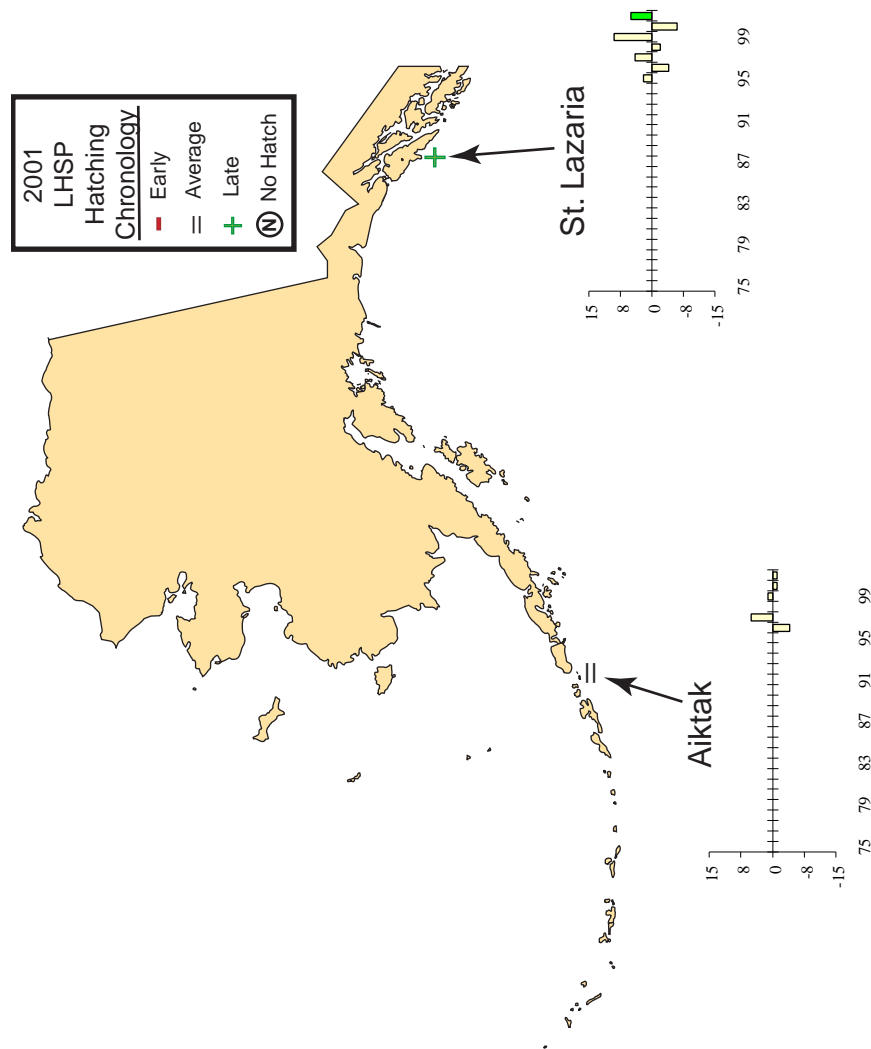 2001
LHSP
Hatching
Chronology
Early
= Average
+ Late
N No Hatch
St. Lazaria
15
8
0
-8
-15
75
79
83
87
91
95
99
Aiktak
=
15
8
0
-8
-15
75
79
83
87
91
95
99